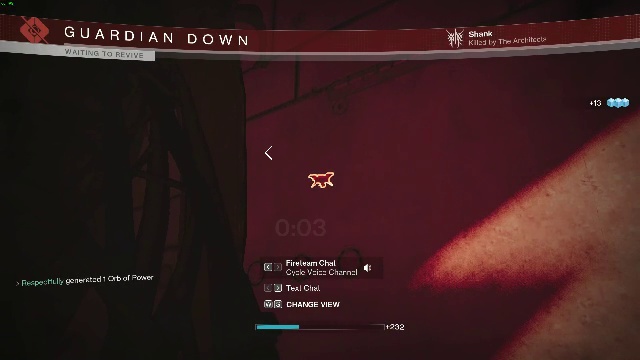 GUARDIAN DOWN
WAITING TO REVIVE
Shank
Killed by The Architects
+13
0:03
Fireteam Chat
Cycle Voice Channel
Text Chat
CHANGE VIEW
> Respectfully generated 1 Orb of Power
+232